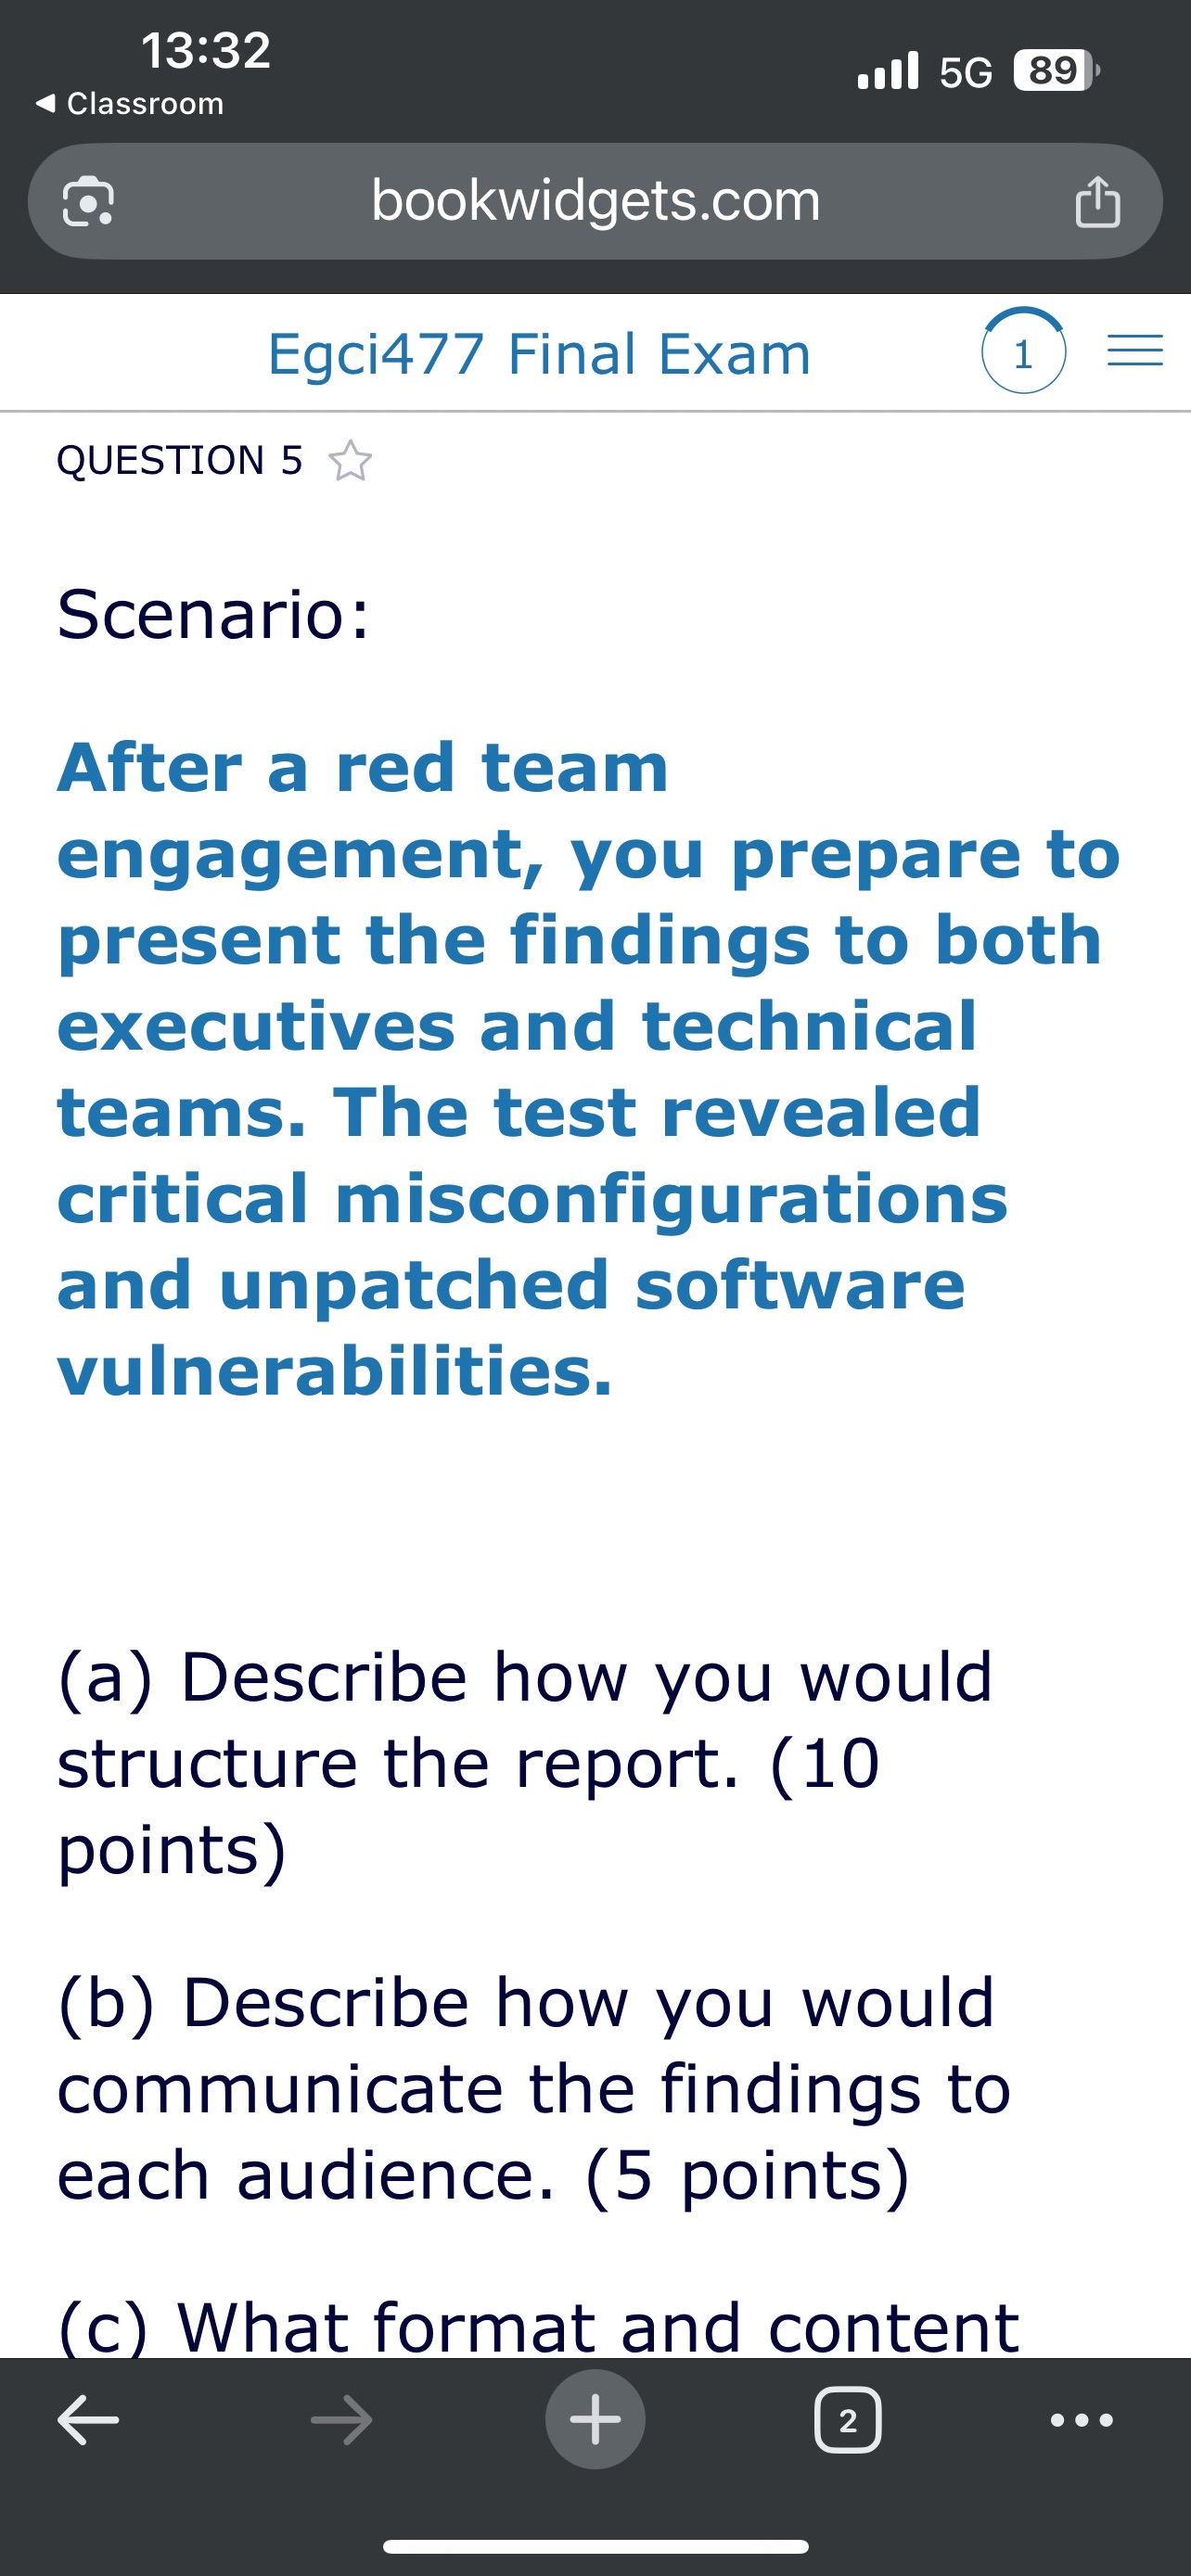 13:32
5G 89
Classroom
bookwidgets.com
Egci477 Final Exam 1
QUESTION 5
Scenario:
After a red team
engagement, you prepare to
present the findings to both
executives and technical
teams. The test revealed
critical misconfigurations
and unpatched software
vulnerabilities.
(a) Describe how you would
structure the report. (10
points)
(b) Describe how you would
communicate the findings to
each audience. (5 points)
(c) What format and content
2